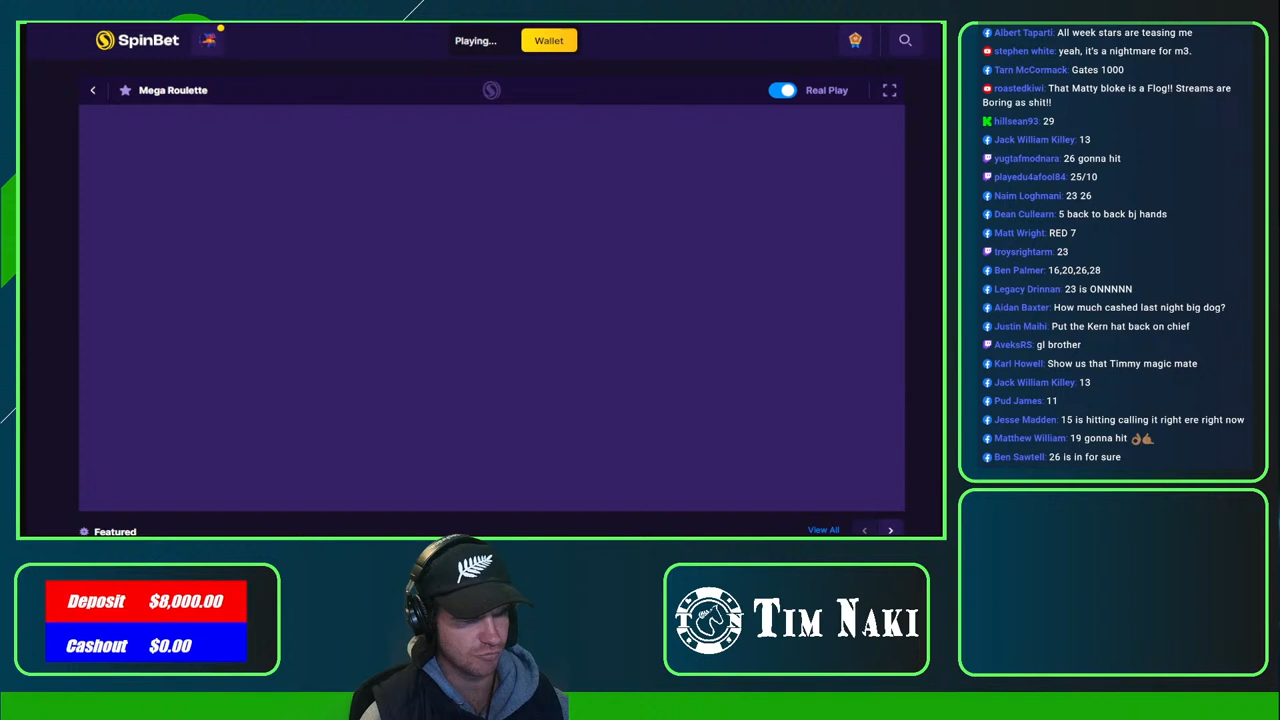 SpinBet
Playing...
Wallet
Mega Roulette
Real Play
Featured
View All
Deposit $8,000.00
Cashout $0.00
TIM NAKI
Albert Taparti: All week stars are teasing me
stephen white: yeah, it's a nightmare for m3.
Tarn McCormack: Gates 1000
roastedkiwi: That Matty bloke is a Flog!! Streams are
Boring as shit!!
hillsean93: 29
Jack William Killey: 13
yugtafmodnara: 26 gonna hit
playedu4afool84: 25/10
Naim Loghmani: 23 26
Dean Cullearn: 5 back to back bj hands
Matt Wright: RED 7
troysrightarm: 23
Ben Palmer: 16,20,26,28
Legacy Drinnan: 23 is ONNNNN
Aidan Baxter: How much cashed last night big dog?
Justin Maihi: Put the Kern hat back on chief
AveksRS: gl brother
Karl Howell: Show us that Timmy magic mate
Jack William Killey: 13
Pud James: 11
Jesse Madden: 15 is hitting calling it right ere right now
Matthew William: 19 gonna hit
Ben Sawtell: 26 is in for sure